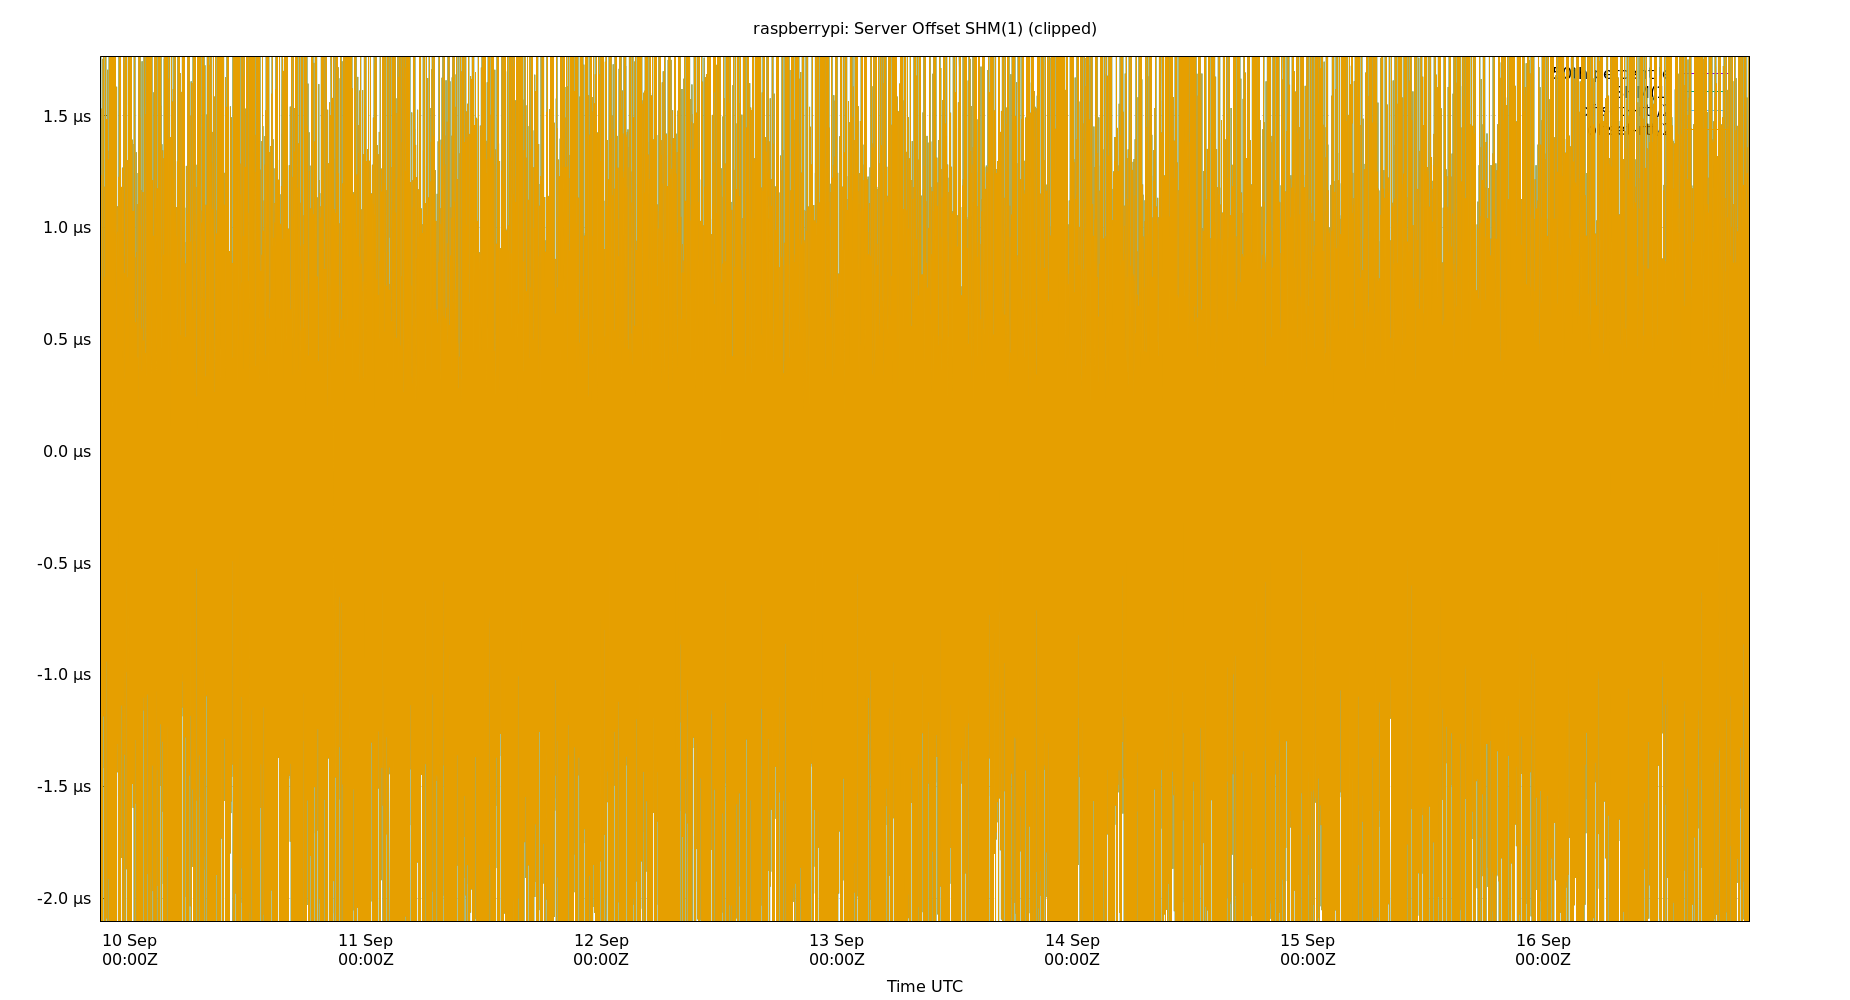 raspberrypi: Server Offset SHM(1) (clipped)
1.5 µs
1.0 µs
0.5 µs
0.0 µs
-0.5 µs
-1.0 µs
-1.5 µs
-2.0 µs
10 Sep
00:00Z
11 Sep
00:00Z
12 Sep
00:00Z
13 Sep
00:00Z
14 Sep
00:00Z
15 Sep
00:00Z
16 Sep
00:00Z
Time UTC